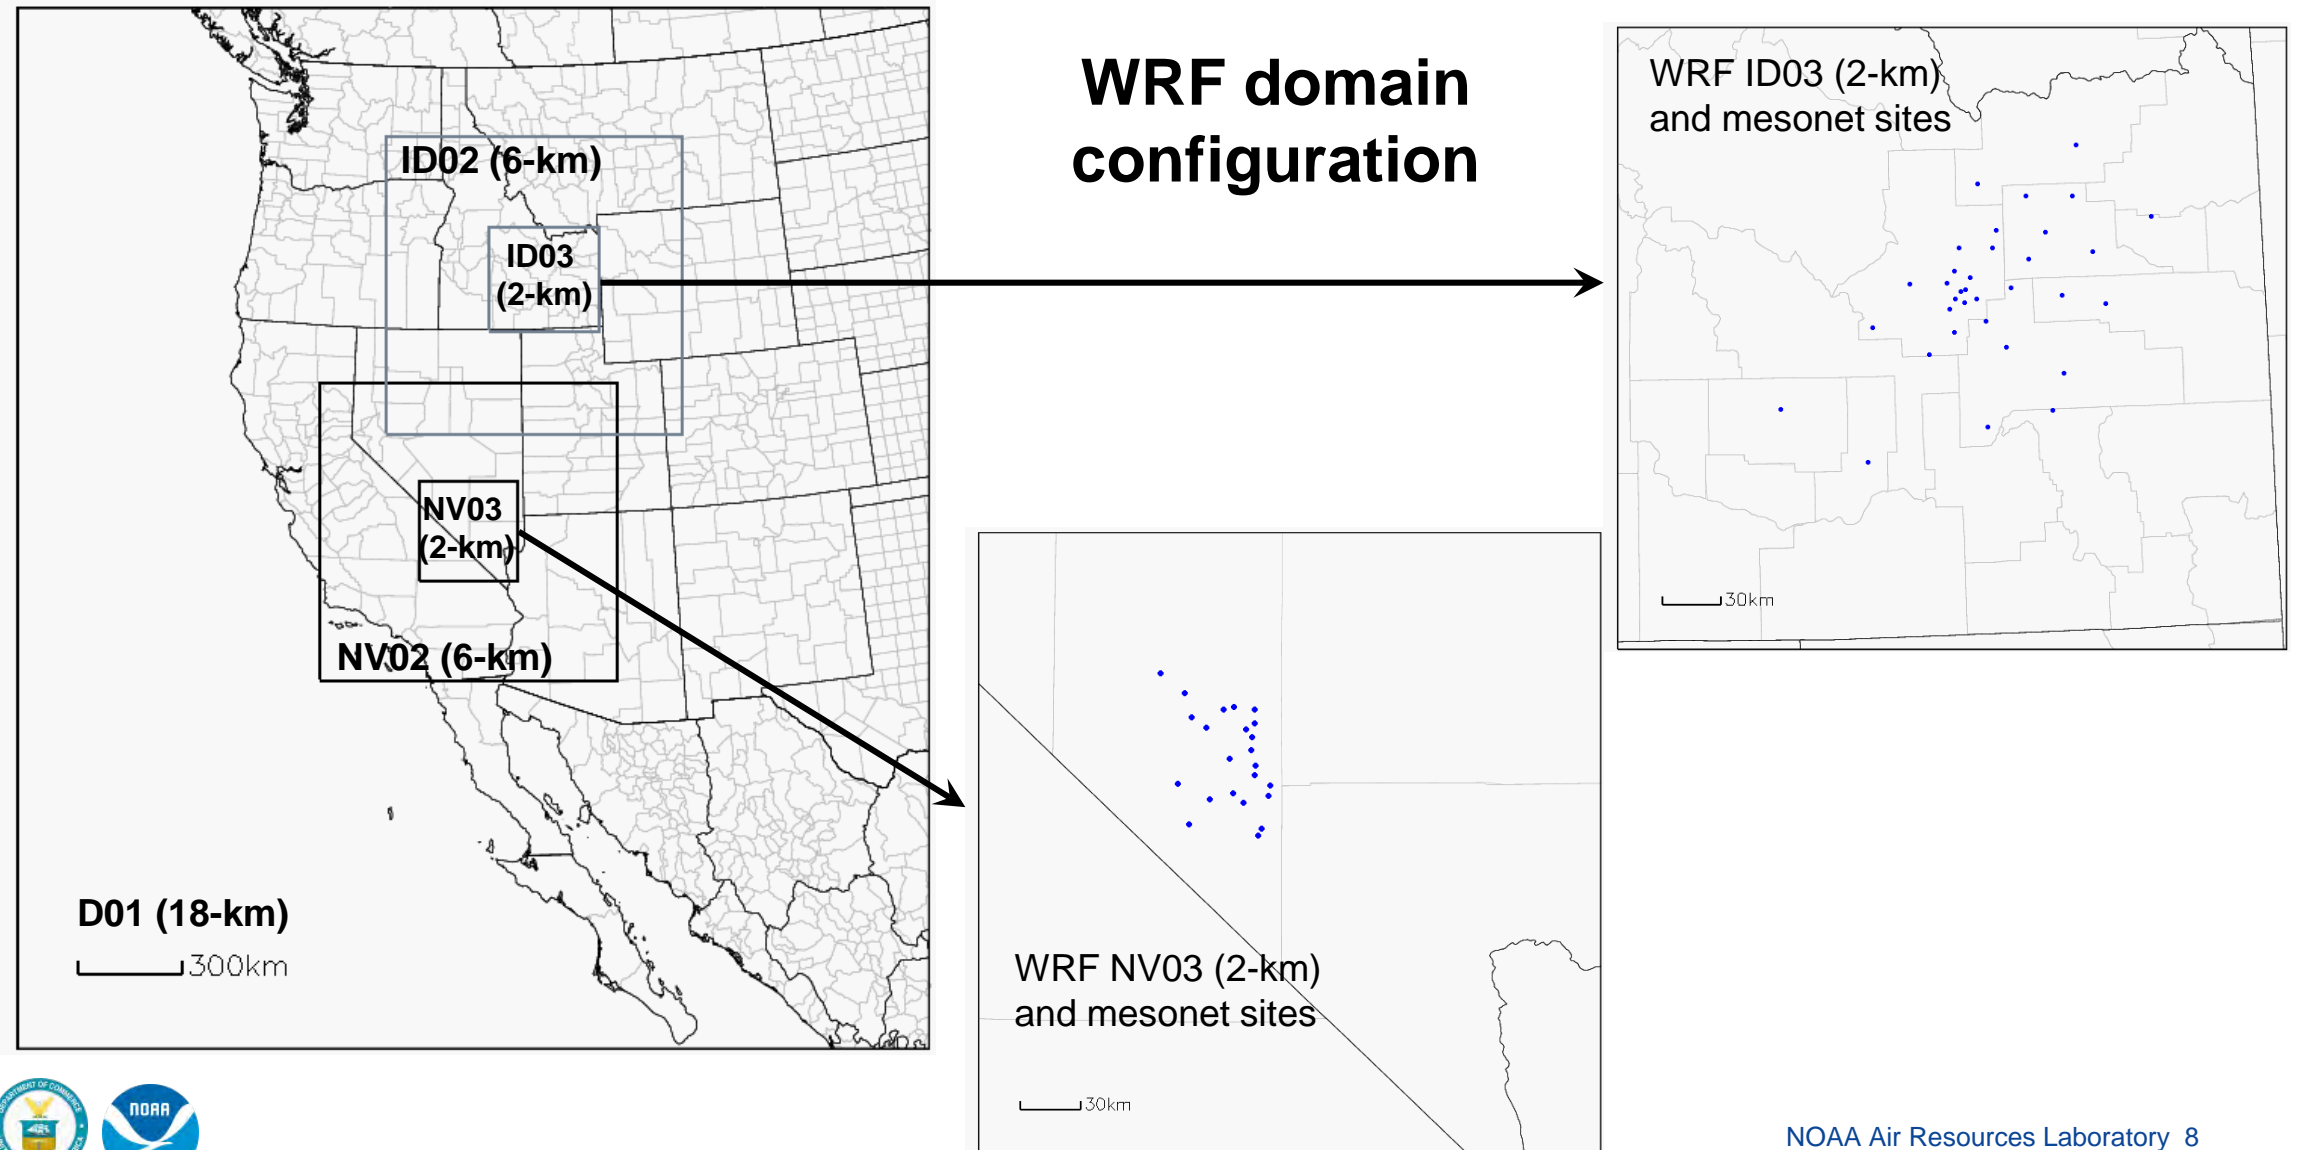 WRF domain
configuration
ID02 (6-km)
ID03
(2-km)
NV03
(2-km)
NV02 (6-km)
D01 (18-km)
300km
WRF ID03 (2-km)
and mesonet sites
30km
WRF NV03 (2-km)
and mesonet sites
30km
NOAA
NOAA Air Resources Laboratory 8